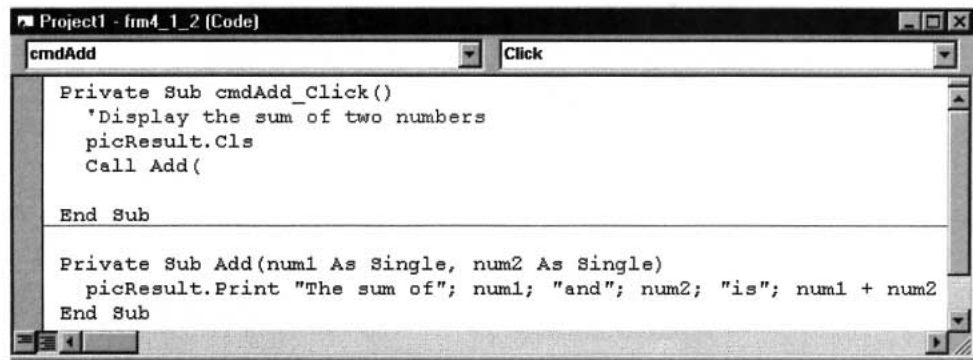 Project1 - frm4_1_2 (Code)
cmdAdd Click
Private Sub cmdAdd_Click()
'Display the sum of two numbers
picResult.Cls
Call Add(
End Sub
Private Sub Add(num1 As Single, num2 As Single)
picResult.Print "The sum of"; num1; "and"; num2; "is"; num1 + num2
End Sub